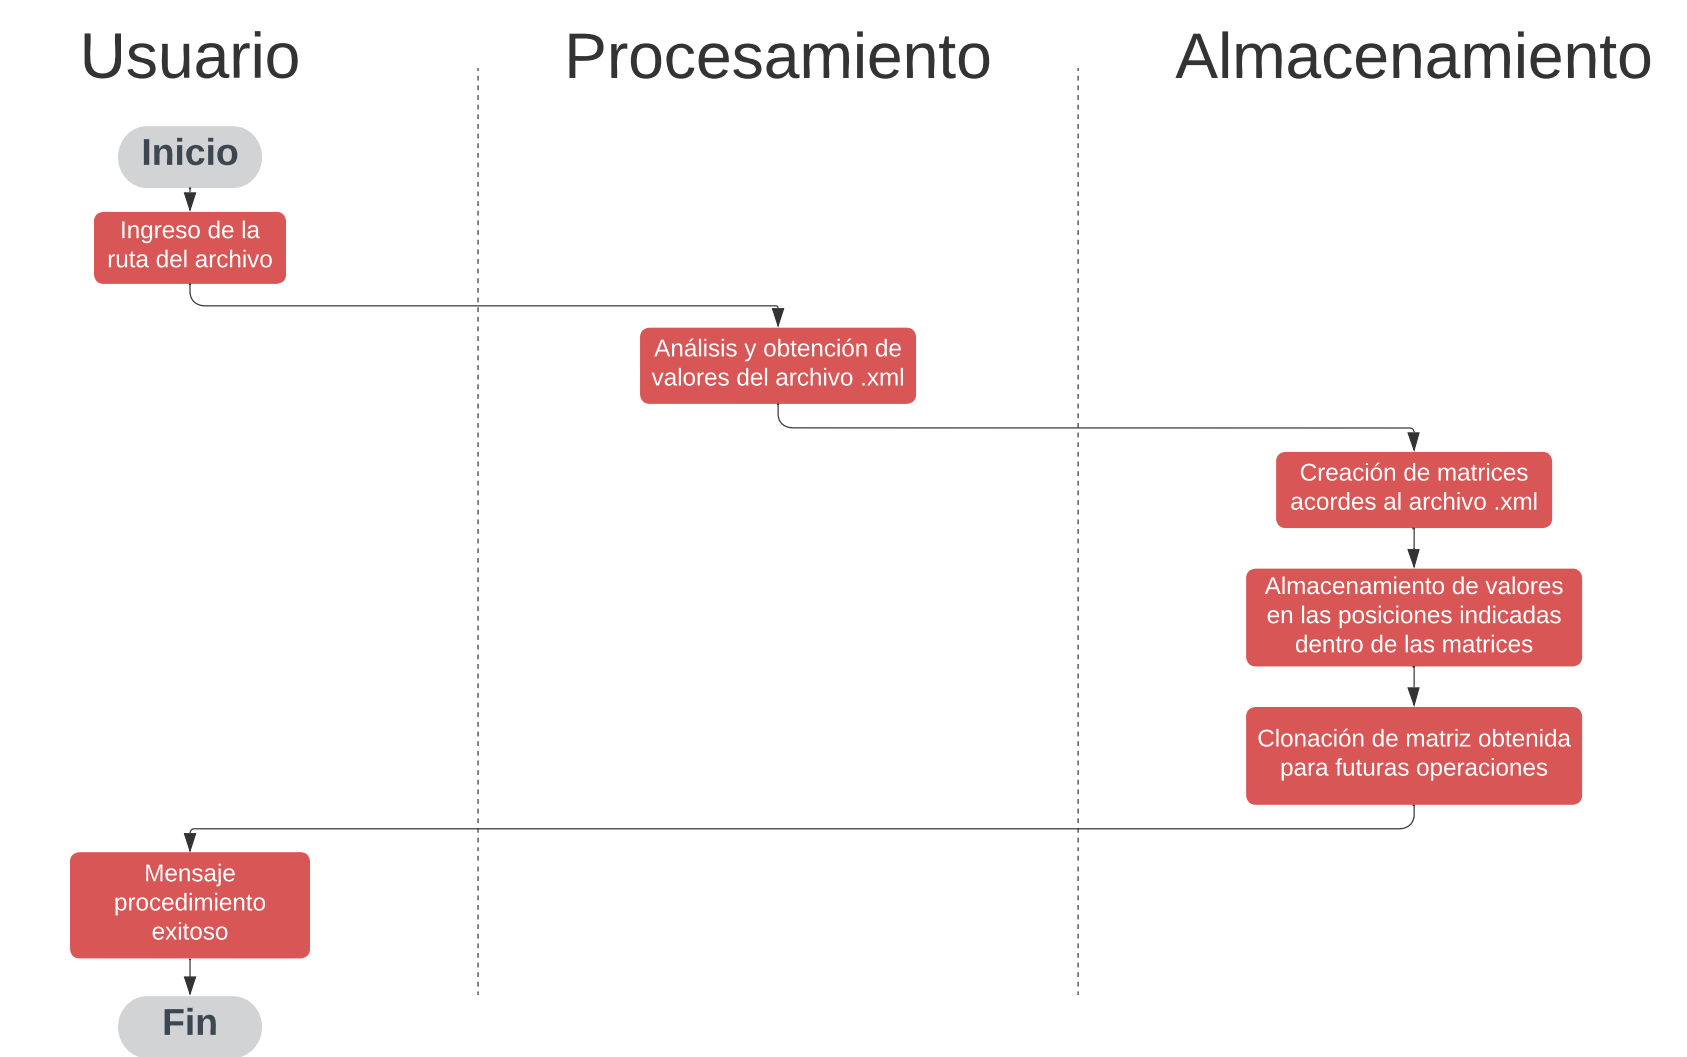 Usuario
Procesamiento
Almacenamiento
Inicio
Ingreso de la
ruta del archivo
Análisis y obtención de
valores del archivo .xml
Creación de matrices
acordes al archivo .xml
Almacenamiento de valores
en las posiciones indicadas
dentro de las matrices
Clonación de matriz obtenida
para futuras operaciones
Mensaje
procedimiento
exitoso
Fin